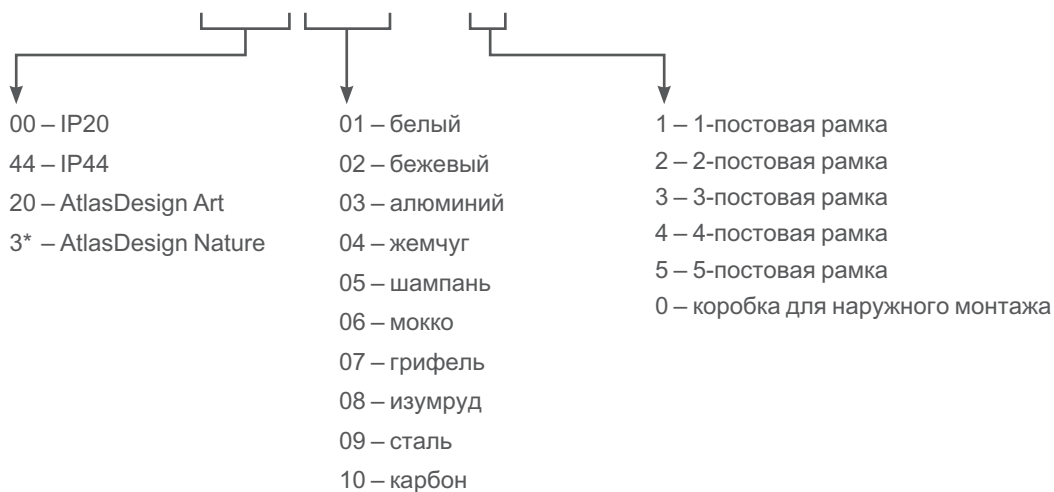 00 – IP20
44 – IP44
20 – AtlasDesign Art
3* – AtlasDesign Nature
01 – белый
02 – бежевый
03 – алюминий
04 – жемчуг
05 – шампань
06 – мокко
07 – грифель
08 – изумруд
09 – сталь
10 – карбон
1 – 1-постовая рамка
2 – 2-постовая рамка
3 – 3-постовая рамка
4 – 4-постовая рамка
5 – 5-постовая рамка
0 – коробка для наружного монтажа